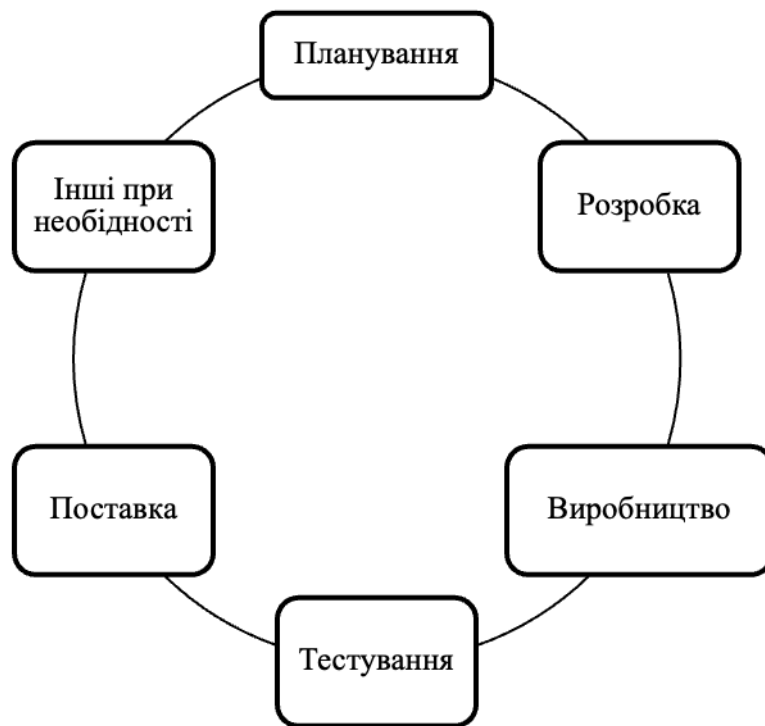 Планування
Розробка
Виробництво
Тестування
Поставка
Інші при
необідності